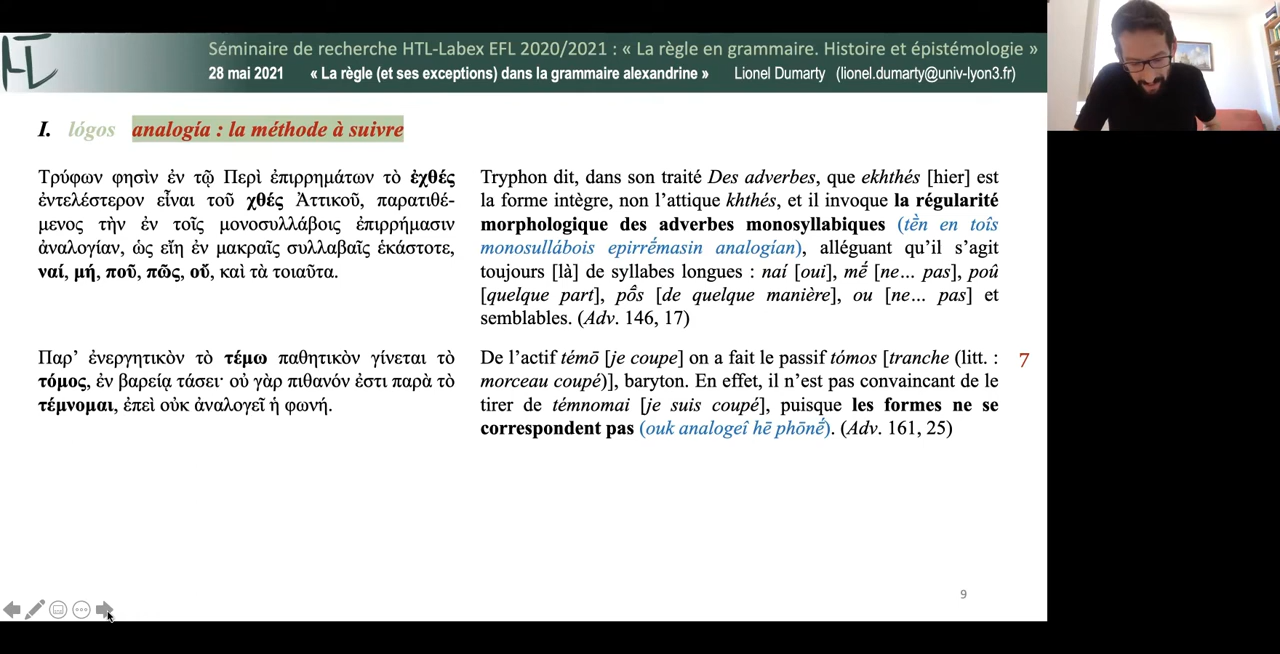 HTL
Séminaire de recherche HTL-Labex EFL 2020/2021 : « La règle en grammaire. Histoire et épistémologie »
28 mai 2021 « La règle (et ses exceptions) dans la grammaire alexandrine » Lionel Dumarty (lionel.dumarty@univ-lyon3.fr)
I. lógos analogía : la méthode à suivre
Τρύφων φησὶν ἐν τῷ Περὶ ἐπιρρημάτων τὸ ἐχθές
ἐντελέστερον εἶναι τοῦ χθές Ἀττικοῦ, παρατιθέ-
μενος τὴν ἐν τοῖς μονοσυλλάβοις ἐπιρρήμασιν
ἀναλογίαν, ὡς εἴη ἐν μακραῖς συλλαβαῖς ἑκάστοτε,
ναί, μή, ποῦ, πῶς, οὔ, καὶ τὰ τοιαῦτα.
Tryphon dit, dans son traité Des adverbes, que ekhthés [hier] est
la forme intègre, non l’attique khthés, et il invoque la régularité
morphologique des adverbes monosyllabiques (tḕn en toîs
monosullábois epirrḗmasin analogían), alléguant qu’il s’agit
toujours [là] de syllabes longues : naí [oui], mḗ [ne... pas], poû
[quelque part], pō̂s [de quelque manière], ou [ne... pas] et
semblables. (Adv. 146, 17)
Παρ’ ἐνεργητικὸν τὸ τέμω παθητικὸν γίνεται τὸ
τόμος, ἐν βαρείᾳ τάσει· οὐ γὰρ πιθανόν ἐστι παρὰ τὸ
τέμνομαι, ἐπεὶ οὐκ ἀναλογεῖ ἡ φωνή.
De l’actif témō [je coupe] on a fait le passif tómos [tranche (litt. :
morceau coupé)], baryton. En effet, il n’est pas convaincant de le
tirer de témnomai [je suis coupé], puisque les formes ne se
correspondent pas (ouk analogeî hē phōnḗ). (Adv. 161, 25)
7
9